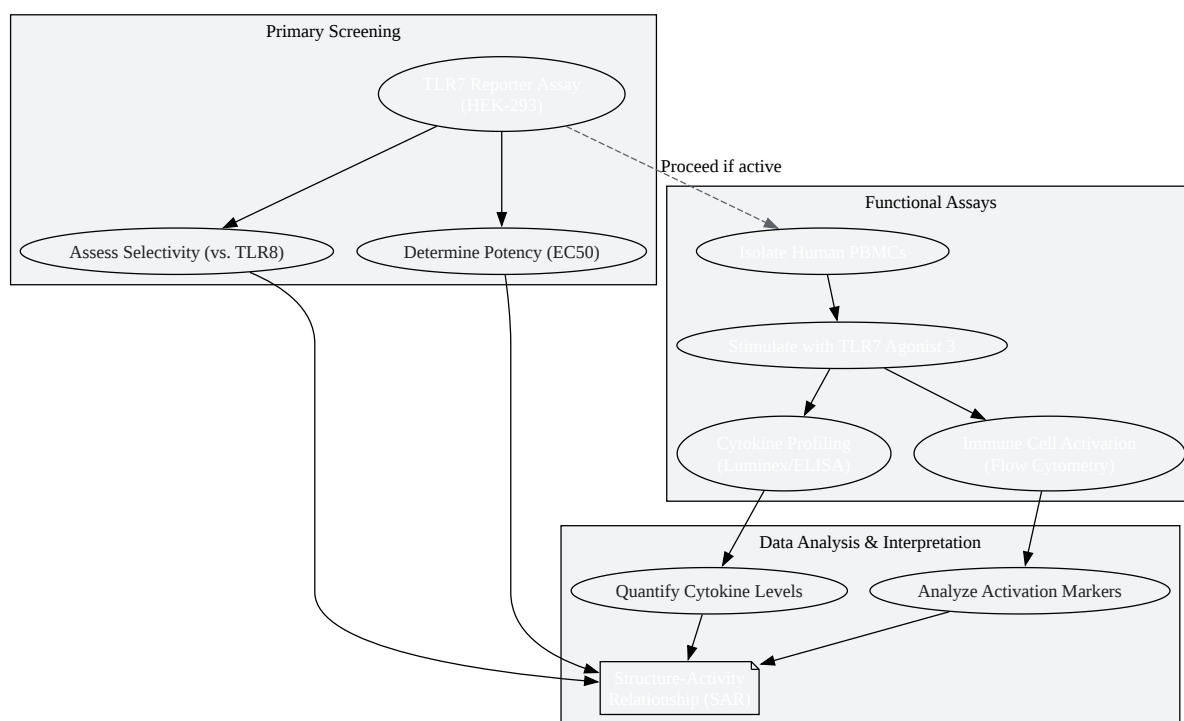 Primary Screening
TLR7 Reporter Assay
(HEK-293)
Proceed if active
Assess Selectivity (vs. TLR8)
Determine Potency (EC50)
Functional Assays
Isolate Human PBMCs
Stimulate with TLR7 Agonist 3
Cytokine Profiling
(Luminex/ELISA)
Immune Cell Activation
(Flow Cytometry)
Data Analysis & Interpretation
Quantify Cytokine Levels
Analyze Activation Markers
Structure-Activity
Relationship (SAR)